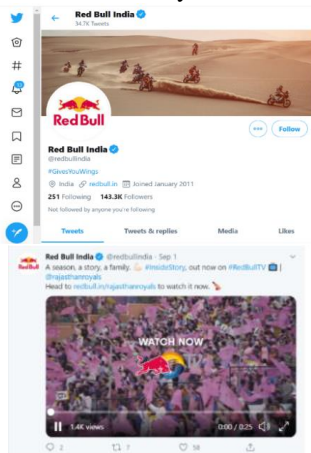 Red Bull India
34.7K Tweets
Red Bull
Follow
Red Bull India
@redbullindia
#GivesYouWings
India redbull.in Joined January 2011
251 Following 143.3K Followers
Not followed by anyone you're following
Tweets Tweets & replies Media Likes
Red Bull India @redbullindia · Sep 1
A season, a story, a family. #InsideStory, out now on #RedBullTV |
@rajasthanroyals
Head to redbull.in/rajasthanroyals to watch it now.
WATCH NOW
1.4K views 0:00 / 0:25
2 7 58